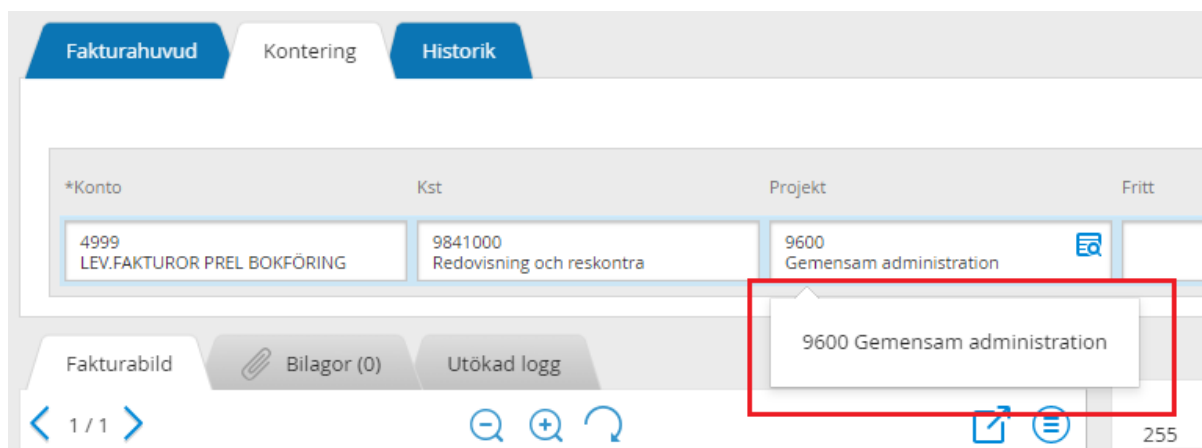 Fakturahuvud Kontering Historik
*Konto Kst Projekt Fritt
4999 9841000 9600
LEV.FAKTUROR PREL BOKFÖRING Redovisning och reskontra Gemensam administration
9600 Gemensam administration
Fakturabild Bilagor (0) Utökad logg
1 / 1
255